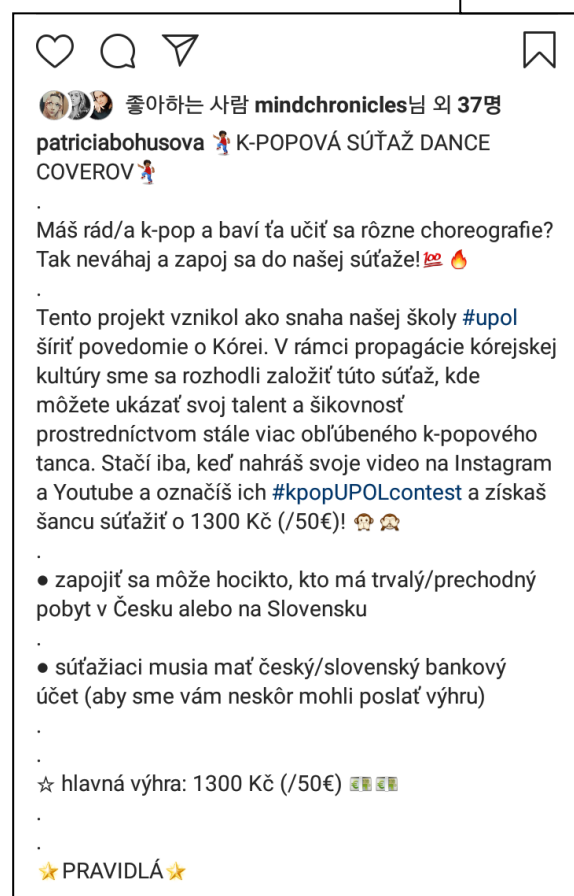 좋아하는 사람 mindchronicles님 외 37명
patriciabohusova 💃🏾 K-POPOVÁ SÚŤAŽ DANCE
COVEROV💃🏾
.
Máš rád/a k-pop a baví ťa učiť sa rôzne choreografie?
Tak neváhaj a zapoj sa do našej súťaže!💯 🔥
.
Tento projekt vznikol ako snaha našej školy #upol
šíriť povedomie o Kórei. V rámci propagácie kórejskej
kultúry sme sa rozhodli založiť túto súťaž, kde
môžete ukázať svoj talent a šikovnosť
prostredníctvom stále viac obľúbeného k-popového
tanca. Stačí iba, keď nahráš svoje video na Instagram
a Youtube a označíš ich #kpopUPOLcontest a získaš
šancu súťažiť o 1300 Kč (/50€)! 🐵 🙈
.
● zapojiť sa môže hocikto, kto má trvalý/prechodný
pobyt v Česku alebo na Slovensku
.
● súťažiaci musia mať český/slovenský bankový
účet (aby sme vám neskôr mohli poslať výhru)
.
.
☆ hlavná výhra: 1300 Kč (/50€) 💶💶
.
.
⭐PRAVIDLÁ⭐